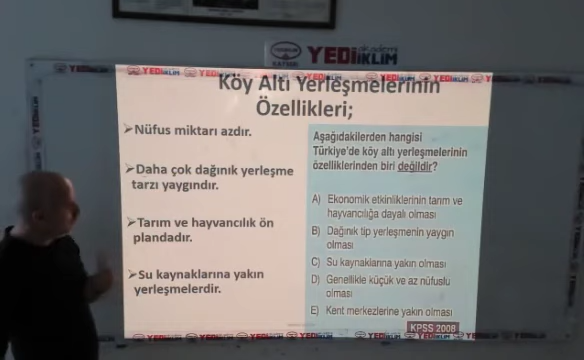 YEDİİKLİM akademi
Köy Altı Yerleşmelerinin
Özellikleri;
➢Nüfus miktarı azdır.
➢Daha çok dağınık yerleşme
tarzı yaygındır.
➢Tarım ve hayvancılık ön
plandadır.
➢Su kaynaklarına yakın
yerleşmelerdir.
Aşağıdakilerden hangisi
Türkiye'de köy altı yerleşmelerinin
özelliklerinden biri değildir?
A) Ekonomik etkinliklerinin tarım ve
hayvancılığa dayalı olması
B) Dağınık tip yerleşmenin yaygın
olması
C) Su kaynaklarına yakın olması
D) Genellikle küçük ve az nüfuslu
olması
E) Kent merkezlerine yakın olması
KPSS 2008